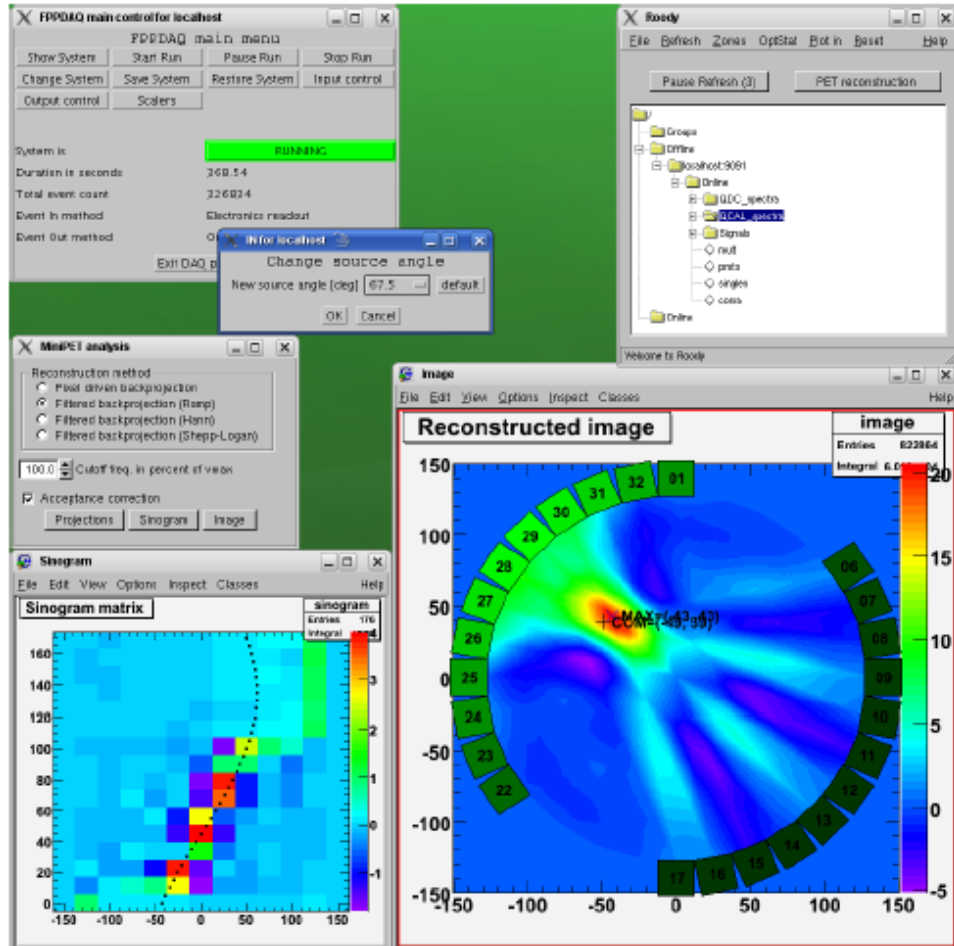 FPPDAQ main control for localhost
FPPDAQ main menu
Show System Start Run Pause Run Stop Run
Change System Save System Restore System Input control
Output control Scalers
System is RUNNING
Duration in seconds 368.54
Total event count 226834
Event In method Electronics readout
Event Out method
Exit DAQ
IN for localhost
Change source angle
New source angle [deg] 67.5 default
OK Cancel
Roody
File Refresh Zones OptStat Plot in Reset Help
Pause Refresh (3) PET reconstruction
Groups
Offline
localhost:9091
Online
QDC_spectra
QCAL_spectra
Signals
mult
pmts
singles
Online
Welcome to Roody
MiniPET analysis
Reconstruction method
Pixel driven backprojection
Filtered backprojection (Ramp)
Filtered backprojection (Hann)
Filtered backprojection (Shepp-Logan)
100.0 Cutoff freq. in percent of vmax
Acceptance correction
Projections Sinogram Image
Sinogram
File Edit View Options Inspect Classes Help
Sinogram matrix
sinogram
Entries 176
Integral
160
140
120
100
80
60
40
20
0
-150 -100 -50 0 50 100 150
4
3
2
1
0
-1
Image
File Edit View Options Inspect Classes Help
Reconstructed image
image
Entries 822864
Integral
150
100
50
0
-50
-100
-150
-150 -100 -50 0 50 100 150
20
15
10
5
0
-5
01
32
31
30
29
28
27
26
25
24
23
22
06
07
08
09
10
11
12
13
14
15
16
17